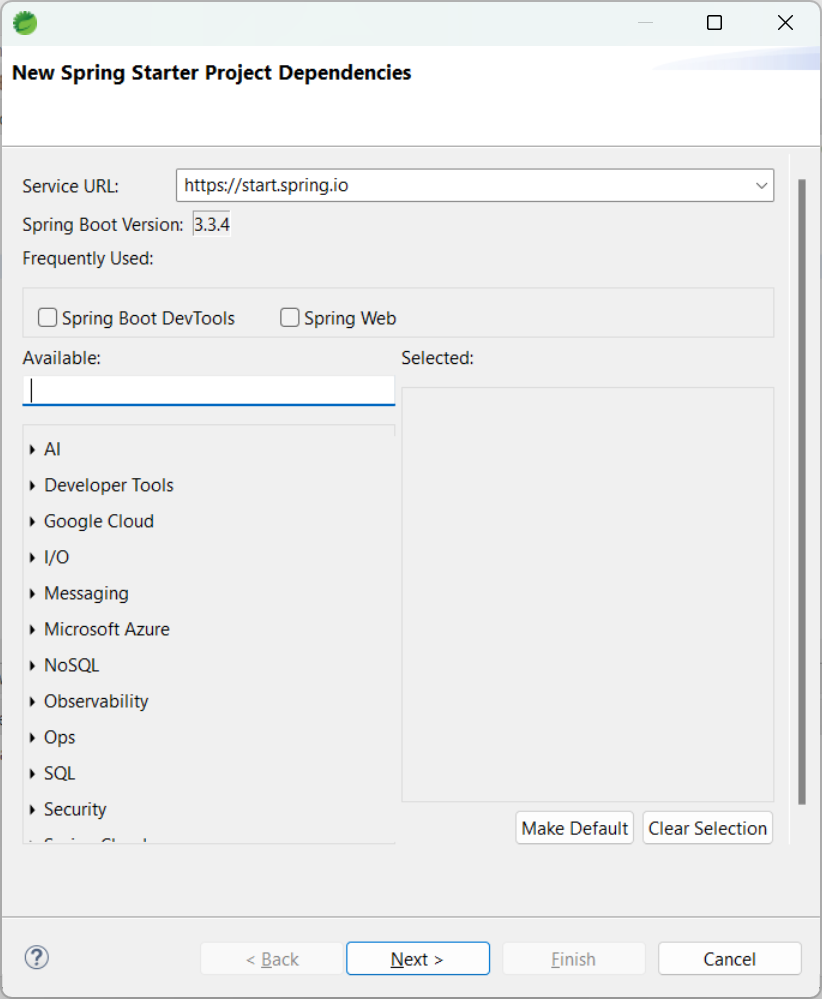 New Spring Starter Project Dependencies
Service URL: https://start.spring.io
Spring Boot Version: 3.3.4
Frequently Used:
Spring Boot DevTools Spring Web
Available: Selected:
AI
Developer Tools
Google Cloud
I/O
Messaging
Microsoft Azure
NoSQL
Observability
Ops
SQL
Security
Make Default Clear Selection
? < Back Next > Finish Cancel